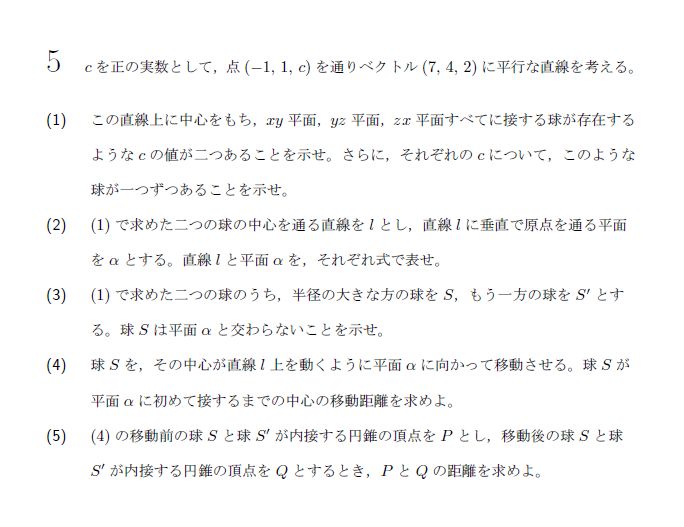 5 cを正の実数として，点 (−1, 1, c) を通りベクトル (7, 4, 2) に平行な直線を考える。
(1) この直線上に中心をもち，xy 平面，yz 平面，zx 平面すべてに接する球が存在する
ような c の値が二つあることを示せ。さらに，それぞれの c について，このような
球が一つずつあることを示せ。
(2) (1) で求めた二つの球の中心を通る直線を l とし，直線 l に垂直で原点を通る平面
を α とする。直線 l と平面 α を，それぞれ式で表せ。
(3) (1) で求めた二つの球のうち，半径の大きな方の球を S，もう一方の球を S′ とす
る。球 S は平面 α と交わらないことを示せ。
(4) 球 S を，その中心が直線 l 上を動くように平面 α に向かって移動させる。球 S が
平面 α に初めて接するまでの中心の移動距離を求めよ。
(5) (4) の移動前の球 S と球 S′ が内接する円錐の頂点を P とし，移動後の球 S と球
S′ が内接する円錐の頂点を Q とするとき，P と Q の距離を求めよ。